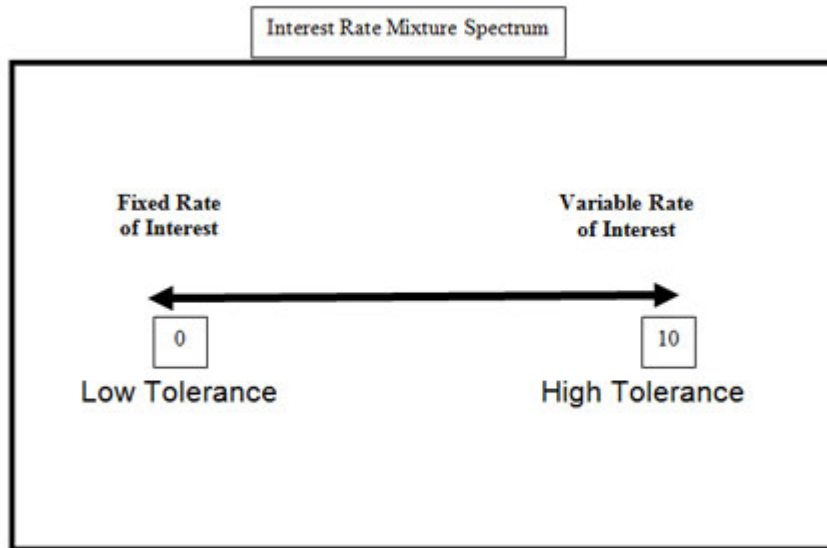 Interest Rate Mixture Spectrum
Fixed Rate
of Interest
Variable Rate
of Interest
0
10
Low Tolerance
High Tolerance